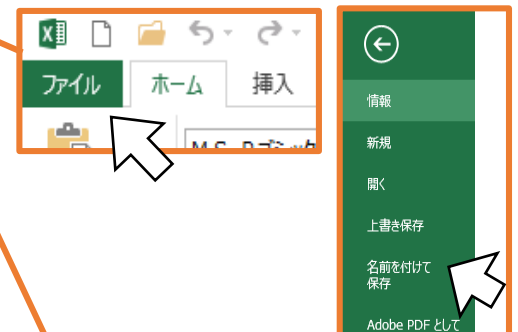 ファイル ホーム 挿入
情報
新規
開く
上書き保存
名前を付けて
保存
Adobe PDF として